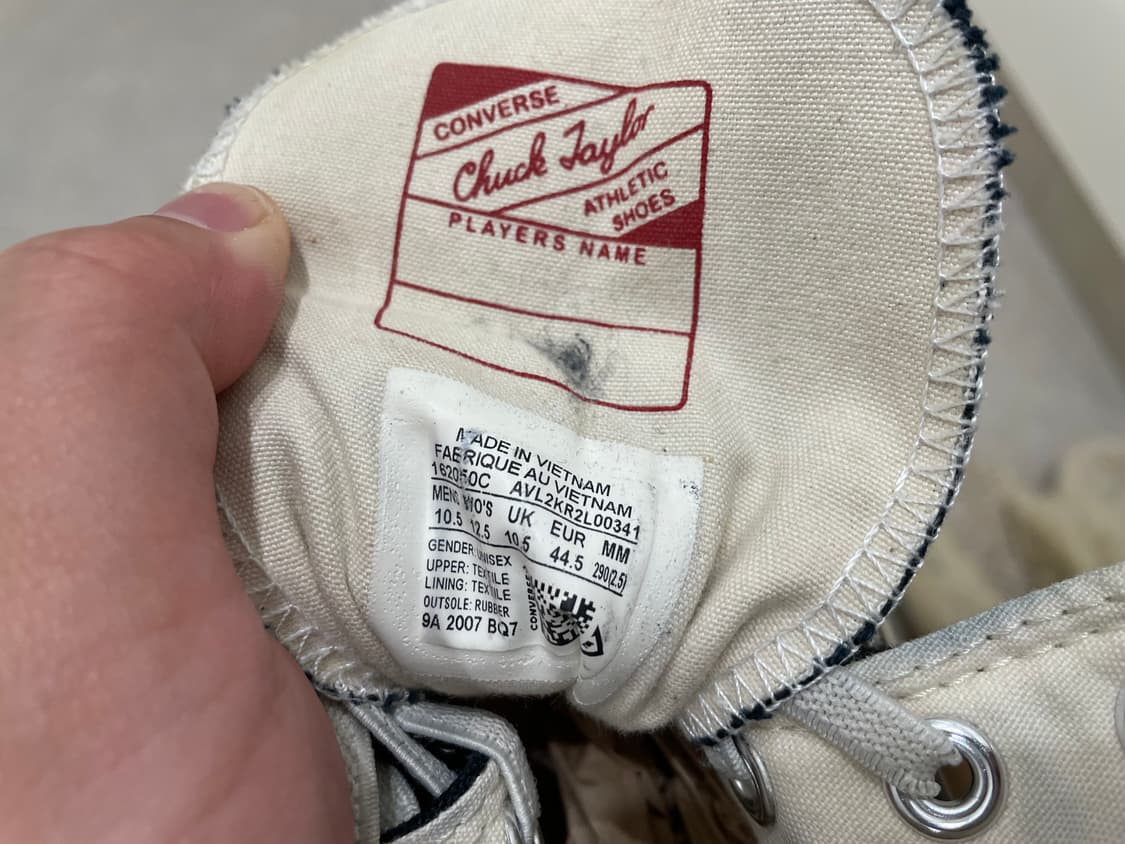 CONVERSE
Chuck Taylor
ATHLETIC
SHOES
PLAYERS NAME
MADE IN VIETNAM
FABRIQUE AU VIETNAM
AVL2KR2L00341
MENS WO'S UK EUR MM
10.5 12.5 10.5 44.5 290(2.5)
GENDER: UNISEX
UPPER: TEXTILE
LINING: TEXTILE
OUTSOLE: RUBBER
9A 2007 BQ7
CONVERSE